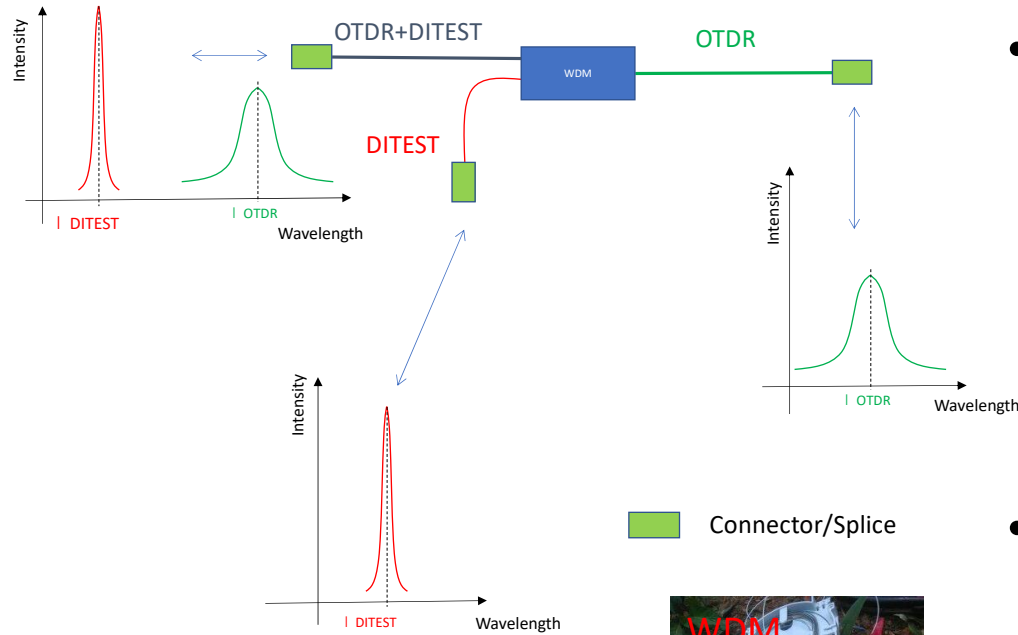 Intensity
OTDR+DITEST
OTDR
WDM
DITEST
l DITEST
l OTDR
Wavelength
Intensity
l OTDR
Wavelength
Intensity
l DITEST
Wavelength
Connector/Splice
WDM